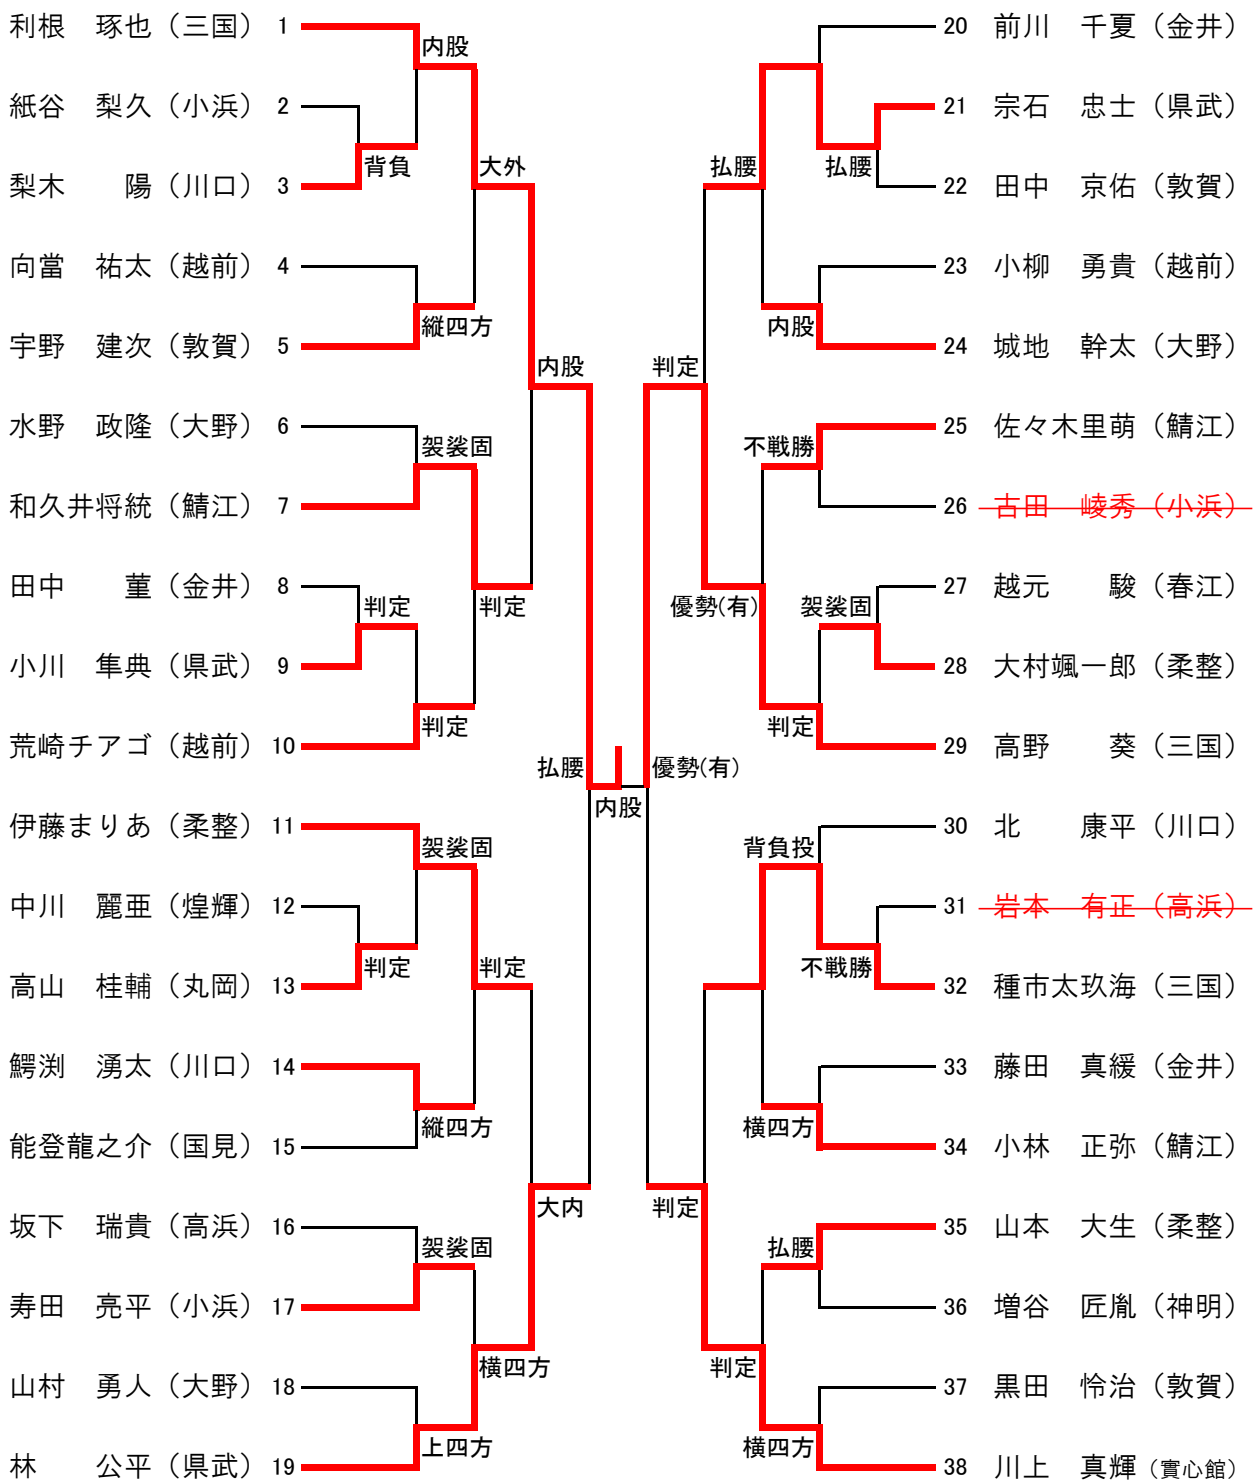 利根　琢也（三国） 1
紙谷　梨久（小浜） 2
梨木　　陽（川口） 3
向當　祐太（越前） 4
宇野　建次（敦賀） 5
水野　政隆（大野） 6
和久井将統（鯖江） 7
田中　　菫（金井） 8
小川　隼典（県武） 9
荒崎チアゴ（越前） 10
伊藤まりあ（柔整） 11
中川　麗亜（煌輝） 12
高山　桂輔（丸岡） 13
鰐渕　湧太（川口） 14
能登龍之介（国見） 15
坂下　瑞貴（高浜） 16
寿田　亮平（小浜） 17
山村　勇人（大野） 18
林　　公平（県武） 19
内股
背負
大外
縦四方
内股
袈裟固
判定
判定
判定
払腰
内股
袈裟固
判定
判定
縦四方
大内
袈裟固
横四方
上四方
払腰
払腰
内股
判定
不戦勝
優勢(有)
袈裟固
判定
優勢(有)
背負投
不戦勝
横四方
判定
払腰
判定
横四方
20 前川　千夏（金井）
21 宗石　忠士（県武）
22 田中　京佑（敦賀）
23 小柳　勇貴（越前）
24 城地　幹太（大野）
25 佐々木里萌（鯖江）
26 古田　崚秀（小浜）
27 越元　　駿（春江）
28 大村颯一郎（柔整）
29 高野　　葵（三国）
30 北　　康平（川口）
31 岩本　有正（高浜）
32 種市太玖海（三国）
33 藤田　真緩（金井）
34 小林　正弥（鯖江）
35 山本　大生（柔整）
36 増谷　匠胤（神明）
37 黒田　怜治（敦賀）
38 川上　真輝（實心館）